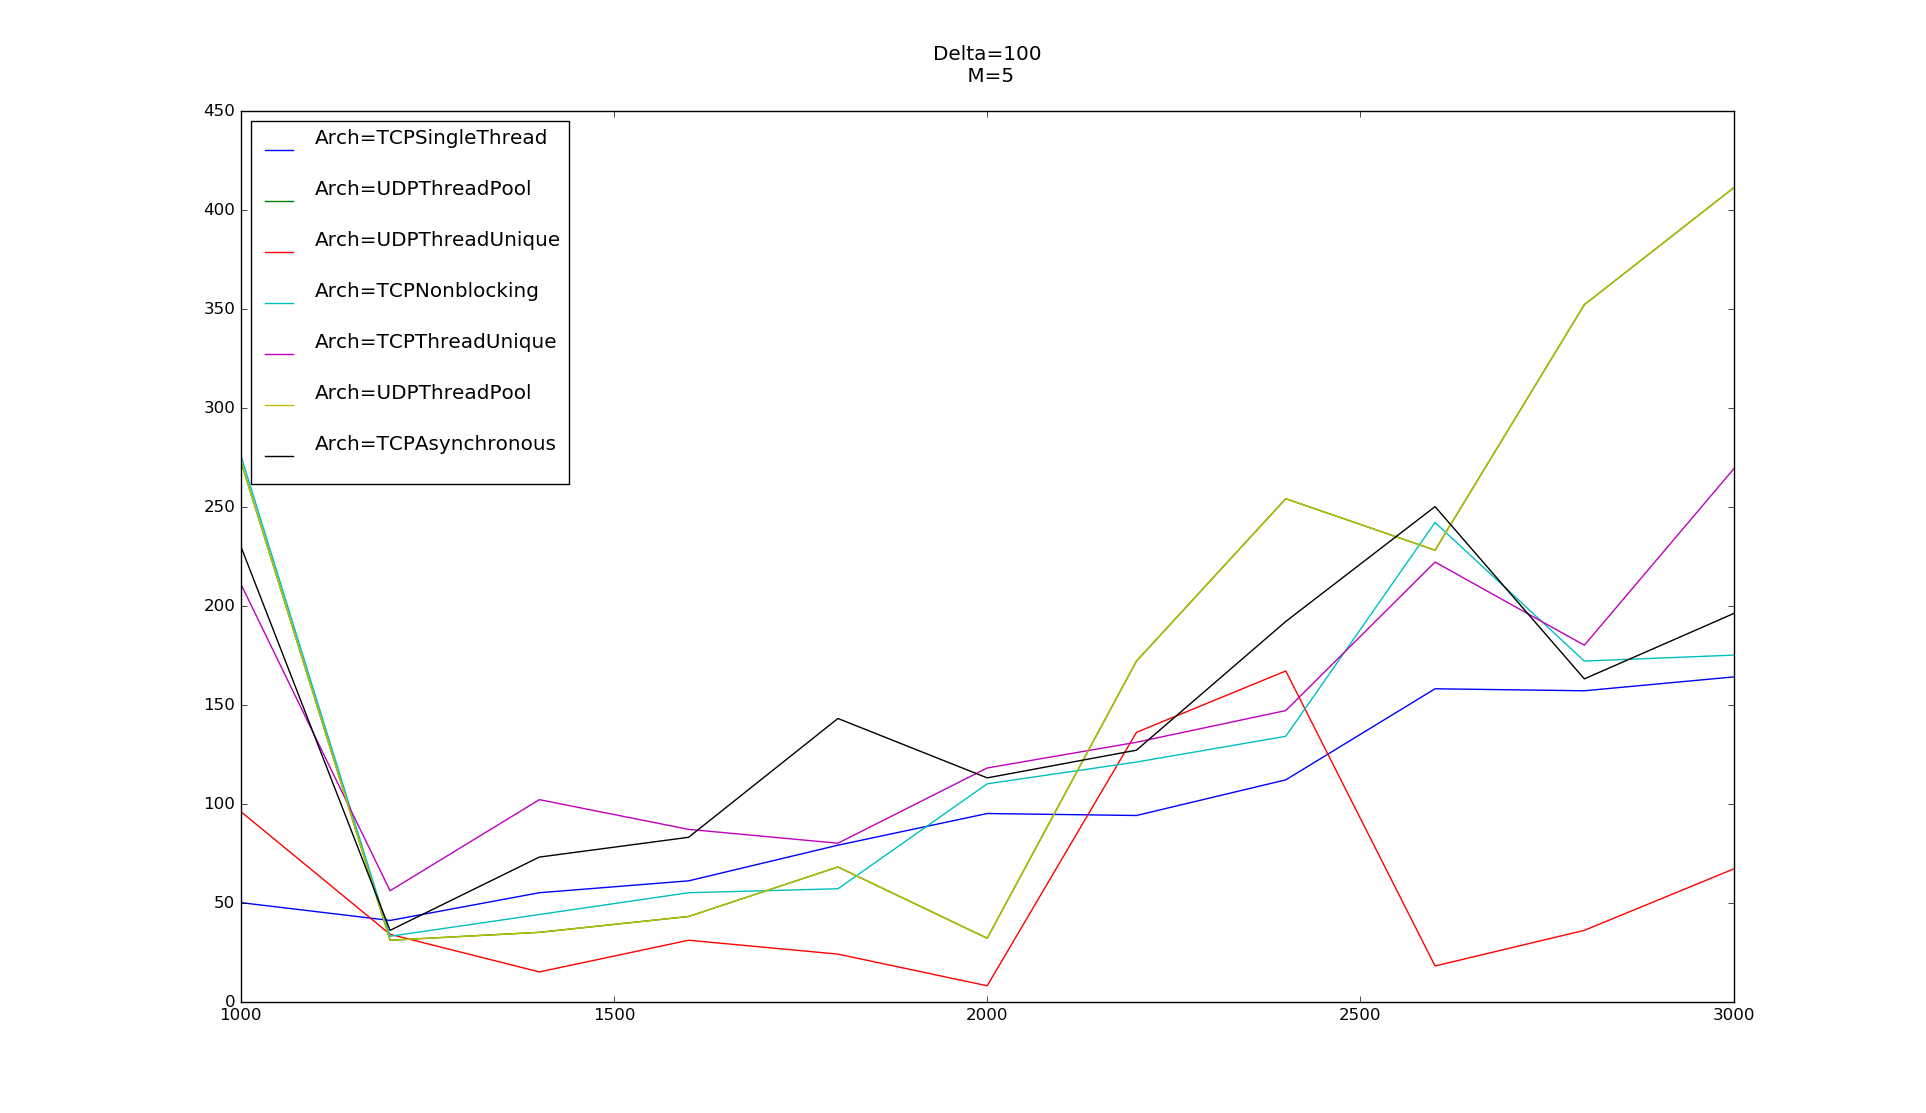 Delta=100
M=5
450
400
350
300
250
200
150
100
50
0
Arch=TCPSingleThread
Arch=UDPThreadPool
Arch=UDPThreadUnique
Arch=TCPNonblocking
Arch=TCPThreadUnique
Arch=UDPThreadPool
Arch=TCPAsynchronous
1000 1500 2000 2500 3000